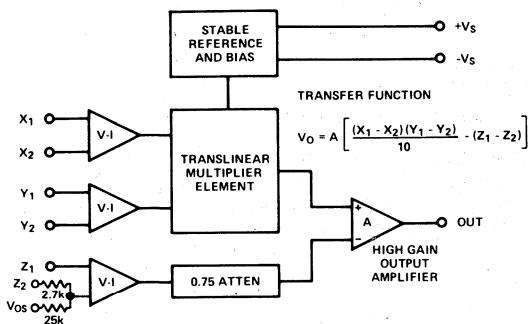 STABLE
REFERENCE
AND BIAS
+VS
-VS
TRANSFER FUNCTION
VO = A [ (X1 - X2)(Y1 - Y2) / 10 - (Z1 - Z2) ]
X1
X2
V-I
TRANSLINEAR
MULTIPLIER
ELEMENT
Y1
Y2
V-I
+
A
−
OUT
HIGH GAIN
OUTPUT
AMPLIFIER
Z1
Z2
2.7k
VOS
25k
V-I
0.75 ATTEN